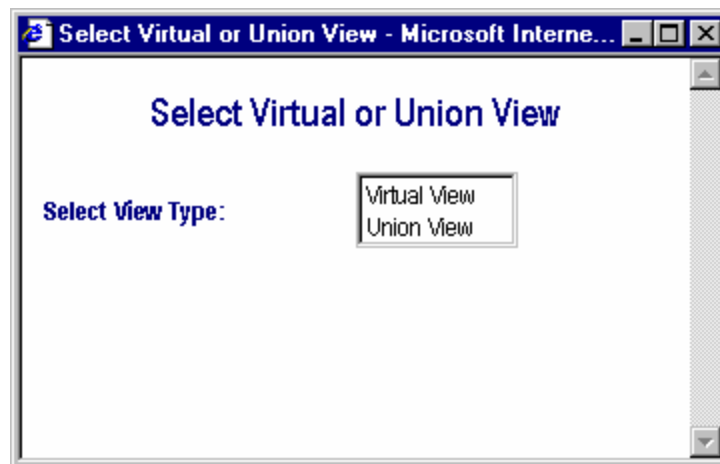 Select Virtual or Union View - Microsoft Interne...
Select Virtual or Union View
Select View Type:
Virtual View
Union View